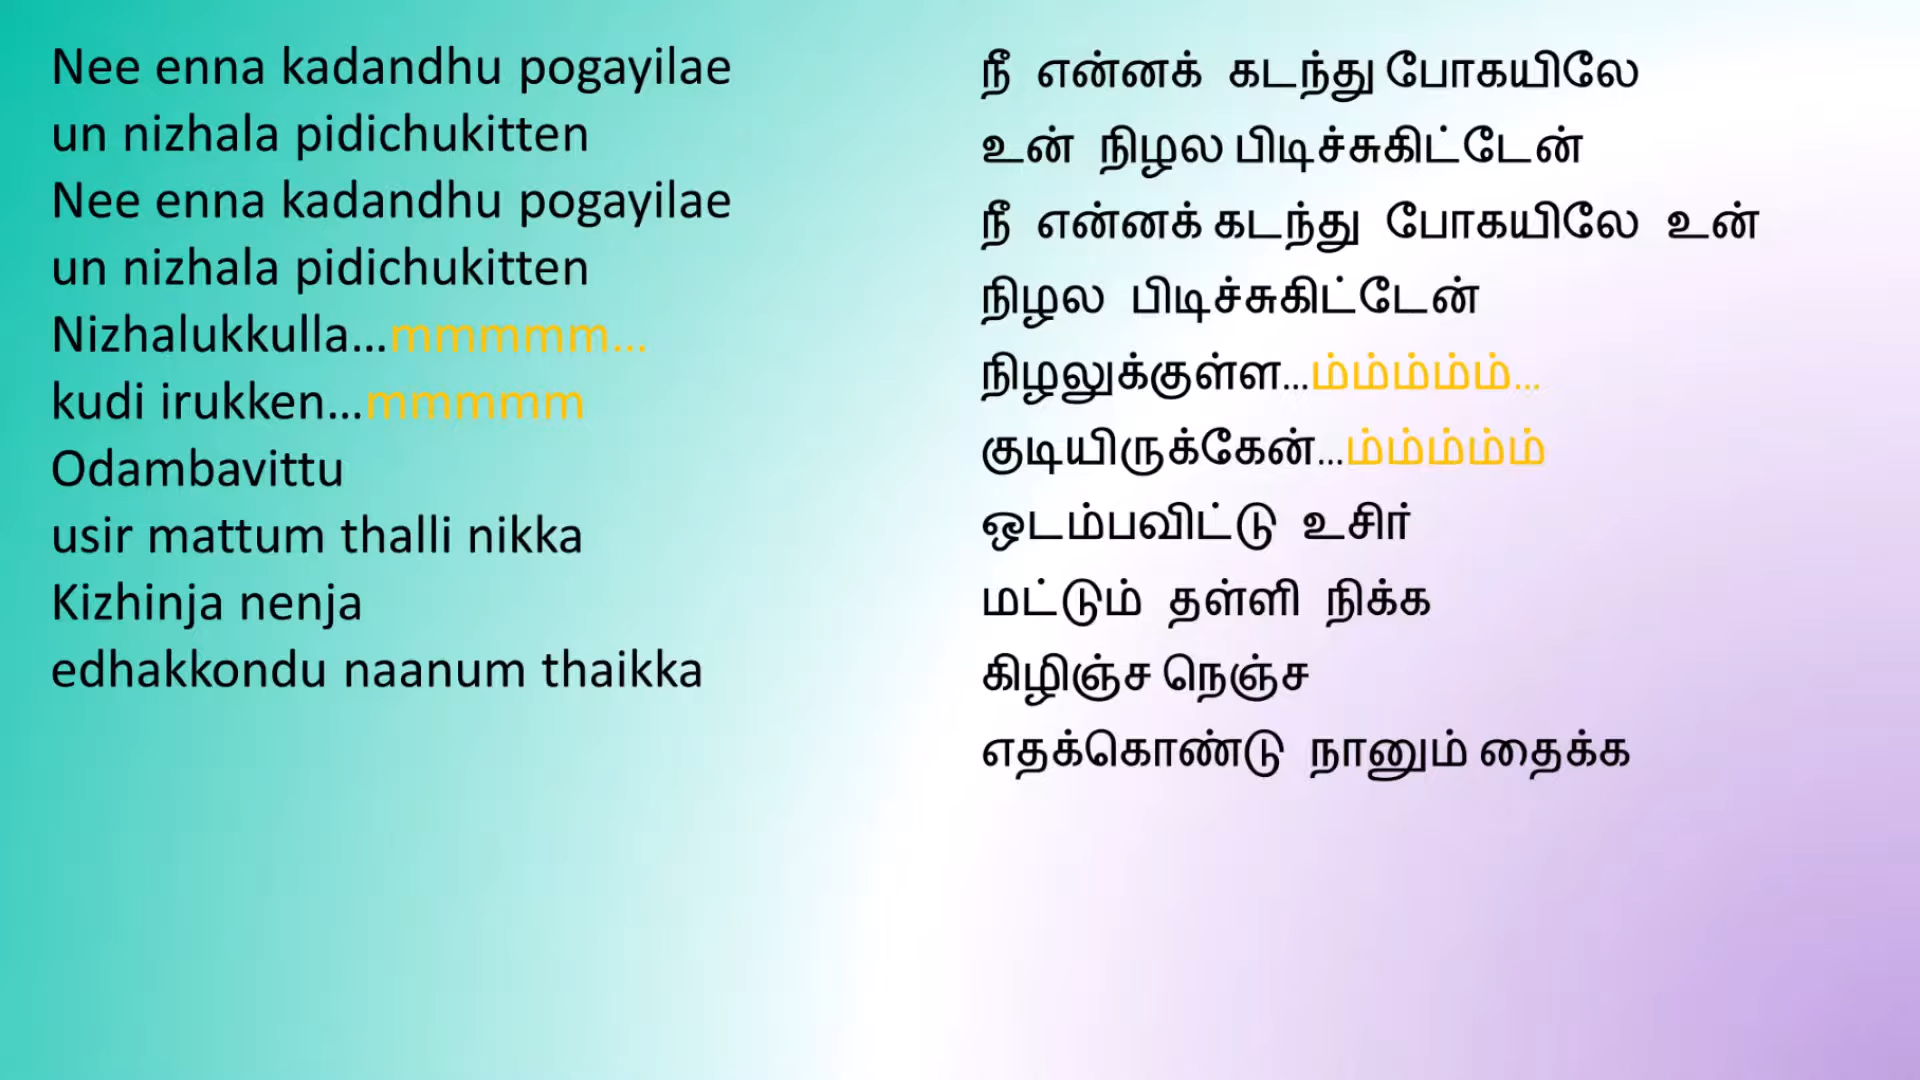 Nee enna kadandhu pogayilae
un nizhala pidichukitten
Nee enna kadandhu pogayilae
un nizhala pidichukitten
Nizhalukkulla...mmmmm...
kudi irukken...mmmmm
Odambavittu
usir mattum thalli nikka
Kizhinja nenja
edhakkondu naanum thaikka
நீ என்னக் கடந்து போகயிலே
உன் நிழல பிடிச்சுகிட்டேன்
நீ என்னக் கடந்து போகயிலே உன்
நிழல பிடிச்சுகிட்டேன்
நிழலுக்குள்ள...ம்ம்ம்ம்ம்...
குடியிருக்கேன்...ம்ம்ம்ம்ம்
ஒடம்பவிட்டு உசிர்
மட்டும் தள்ளி நிக்க
கிழிஞ்ச நெஞ்ச
எதக்கொண்டு நானும் தைக்க